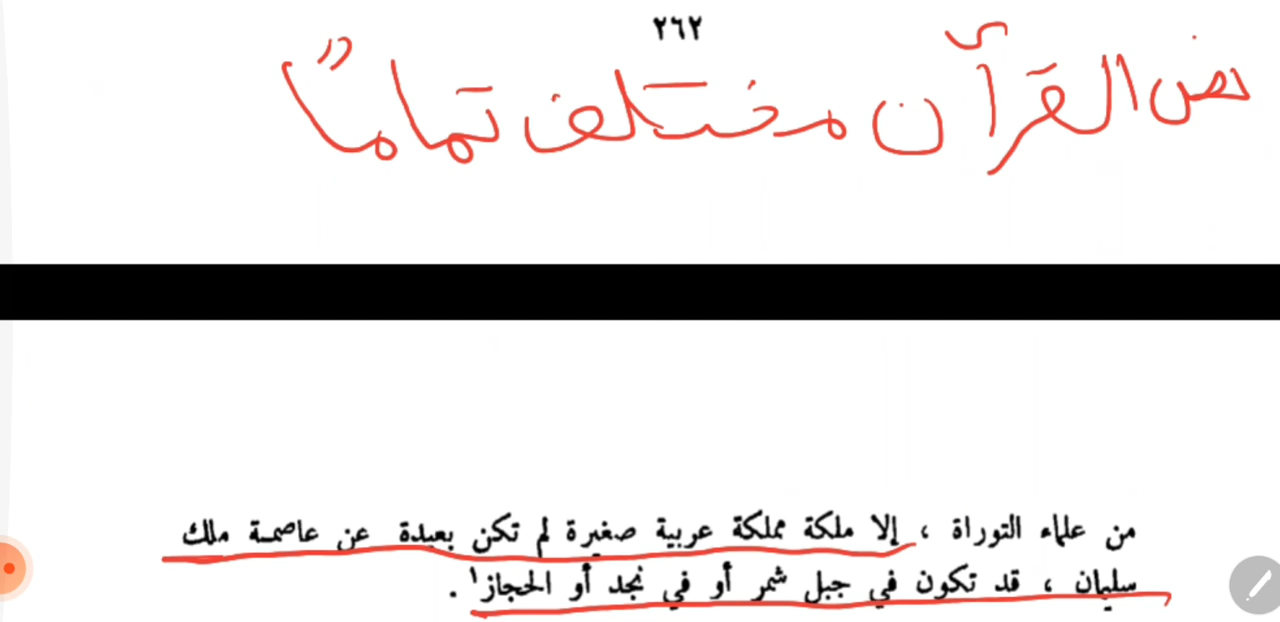 ٢٦٢
نص القرآن مختلف تماماً
من علماء التوراة ، إلا ملكة مملكة عربية صغيرة لم تكن بعيدة عن عاصمة ملك
سليمان ، قد تكون في جبل شمر أو في نجد أو الحجاز١ .